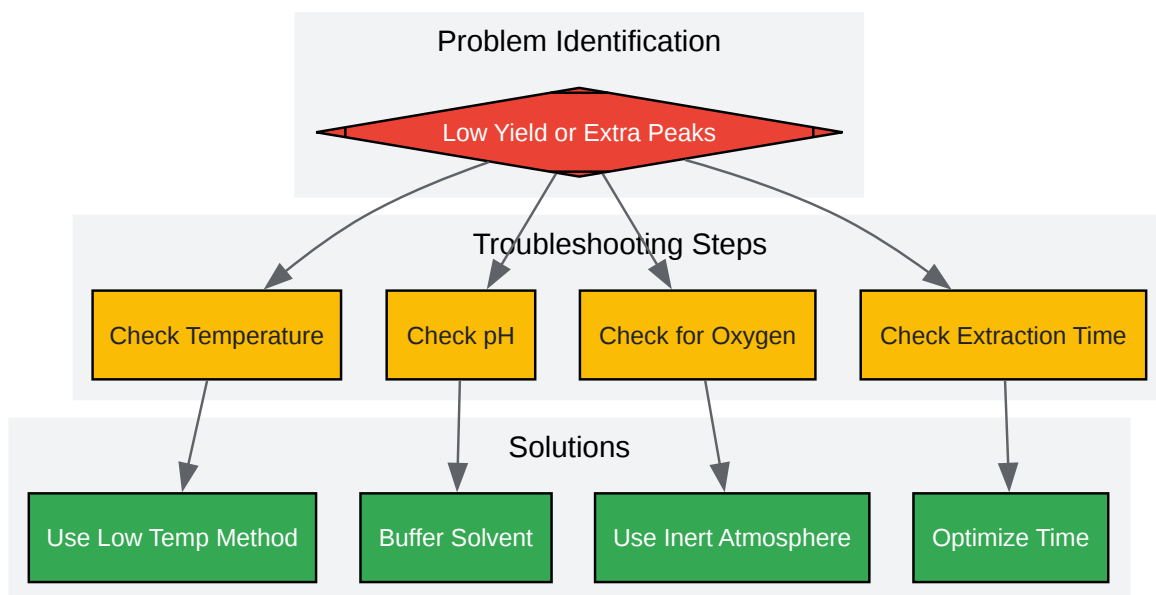 Problem Identification
Low Yield or Extra Peaks
Troubleshooting Steps
Check Temperature
Check pH
Check for Oxygen
Check Extraction Time
Solutions
Use Low Temp Method
Buffer Solvent
Use Inert Atmosphere
Optimize Time